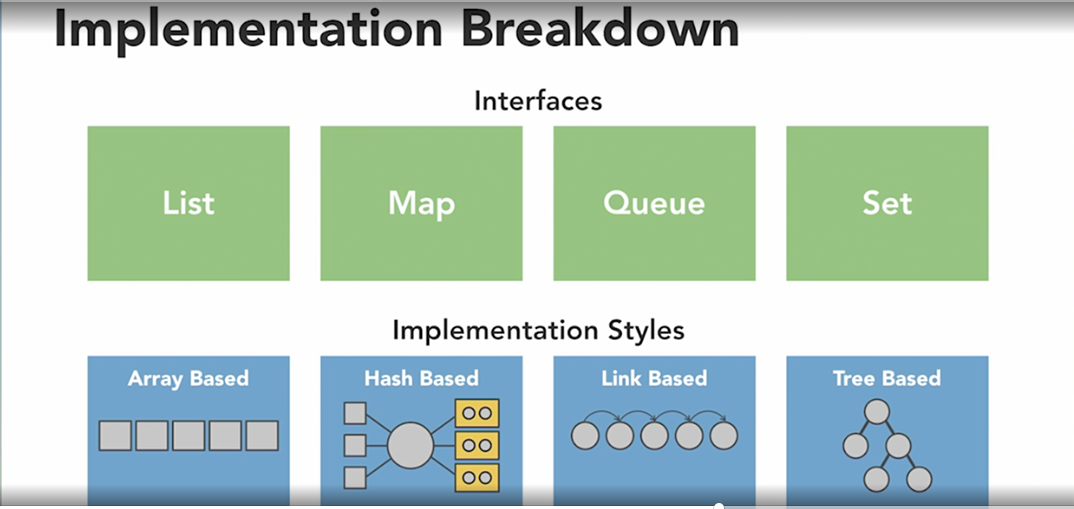 Implementation Breakdown
Interfaces
List
Map
Queue
Set
Implementation Styles
Array Based
Hash Based
Link Based
Tree Based